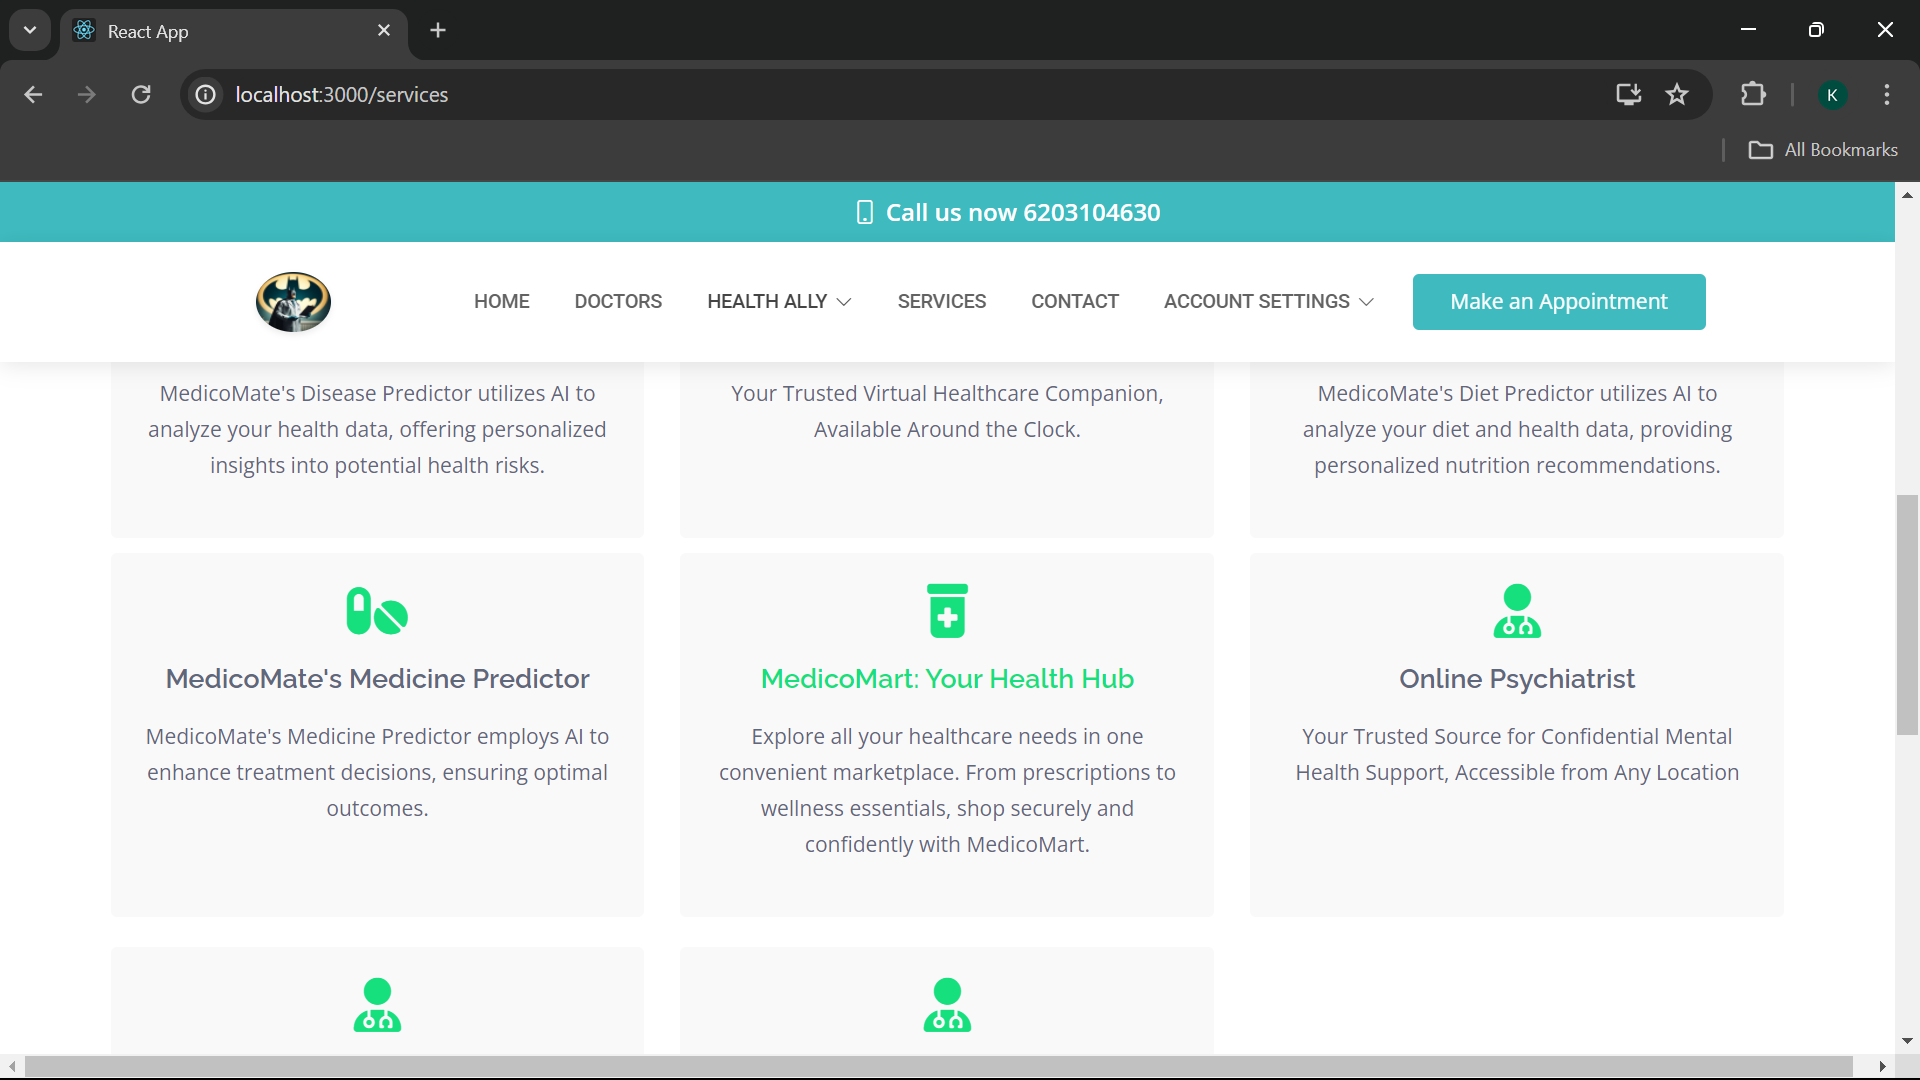 React App
localhost:3000/services
K
All Bookmarks
Call us now 6203104630
HOME
DOCTORS
HEALTH ALLY
SERVICES
CONTACT
ACCOUNT SETTINGS
Make an Appointment
MedicoMate's Disease Predictor utilizes AI to
analyze your health data, offering personalized
insights into potential health risks.
Your Trusted Virtual Healthcare Companion,
Available Around the Clock.
MedicoMate's Diet Predictor utilizes AI to
analyze your diet and health data, providing
personalized nutrition recommendations.
MedicoMate's Medicine Predictor
MedicoMate's Medicine Predictor employs AI to
enhance treatment decisions, ensuring optimal
outcomes.
MedicoMart: Your Health Hub
Explore all your healthcare needs in one
convenient marketplace. From prescriptions to
wellness essentials, shop securely and
confidently with MedicoMart.
Online Psychiatrist
Your Trusted Source for Confidential Mental
Health Support, Accessible from Any Location